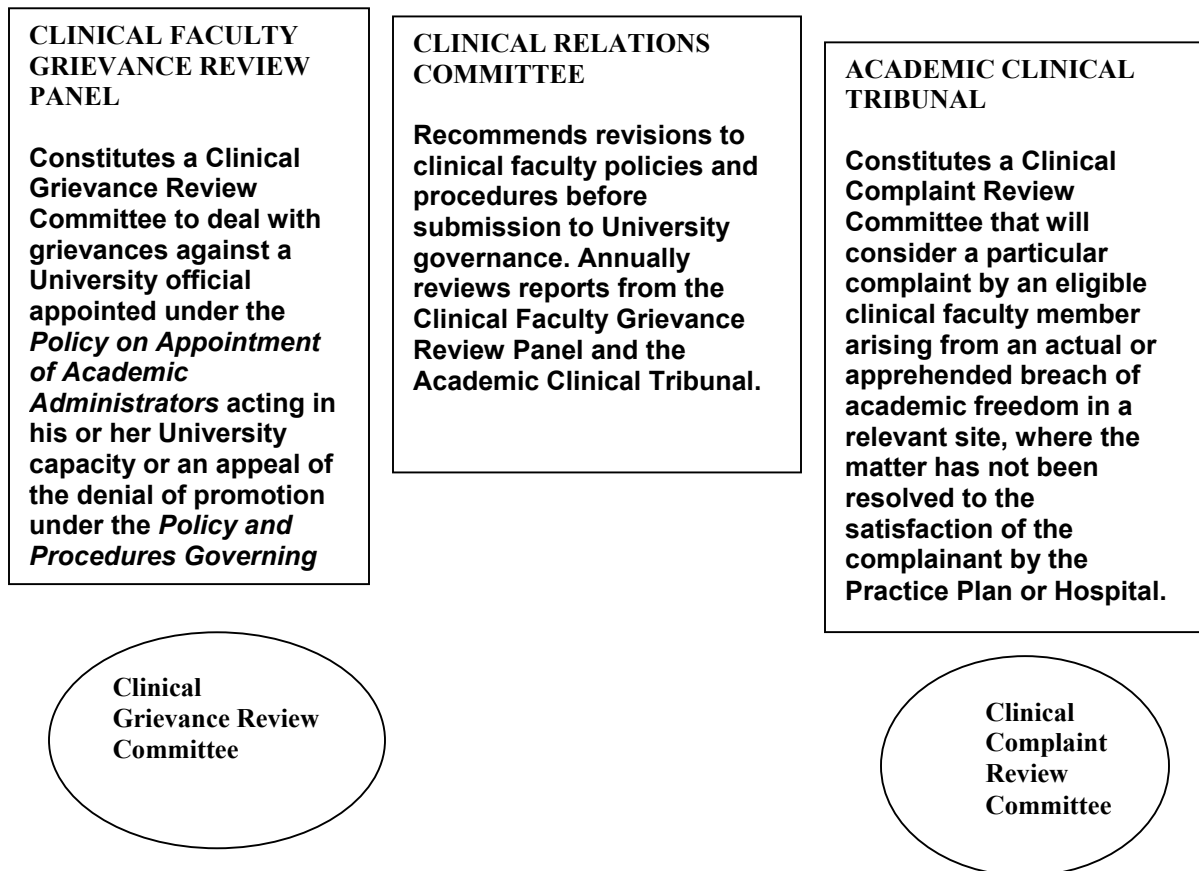 CLINICAL FACULTY
GRIEVANCE REVIEW
PANEL
Constitutes a Clinical
Grievance Review
Committee to deal with
grievances against a
University official
appointed under the
Policy on Appointment
of Academic
Administrators acting in
his or her University
capacity or an appeal of
the denial of promotion
under the Policy and
Procedures Governing
CLINICAL RELATIONS
COMMITTEE
Recommends revisions to
clinical faculty policies and
procedures before
submission to University
governance. Annually
reviews reports from the
Clinical Faculty Grievance
Review Panel and the
Academic Clinical Tribunal.
ACADEMIC CLINICAL
TRIBUNAL
Constitutes a Clinical
Complaint Review
Committee that will
consider a particular
complaint by an eligible
clinical faculty member
arising from an actual or
apprehended breach of
academic freedom in a
relevant site, where the
matter has not been
resolved to the
satisfaction of the
complainant by the
Practice Plan or Hospital.
Clinical
Grievance Review
Committee
Clinical
Complaint
Review
Committee